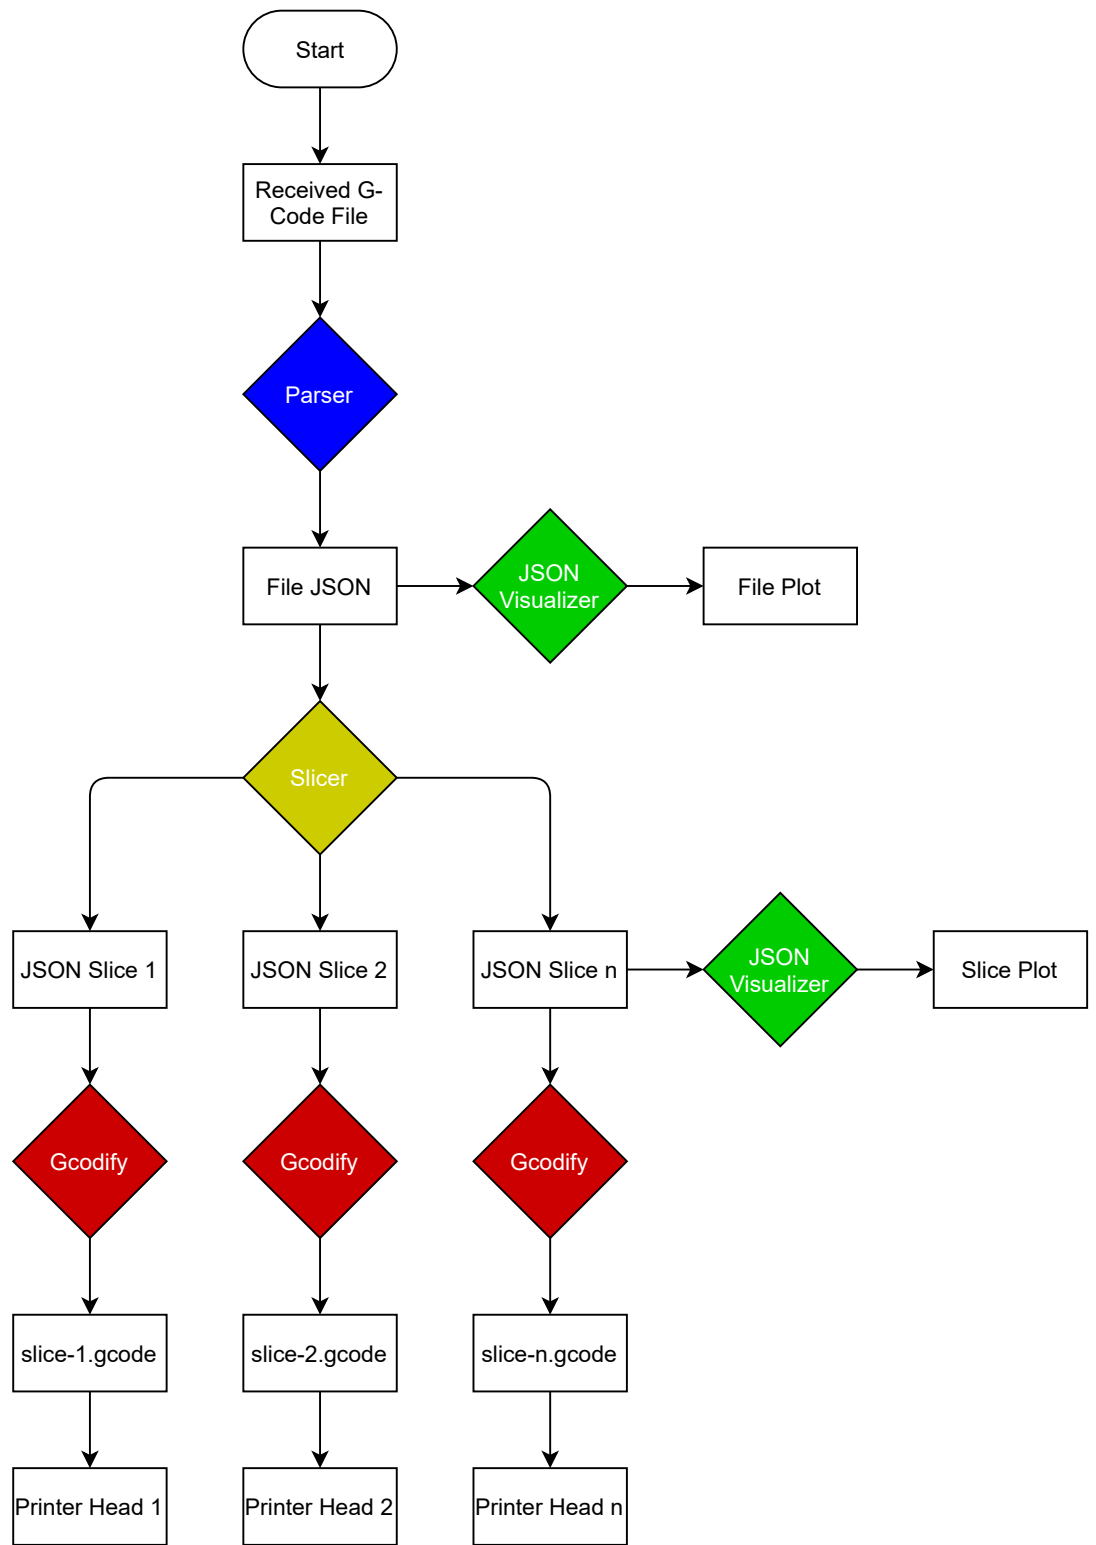 Start
Received G-
Code File
Parser
File JSON
JSON
Visualizer
File Plot
Slicer
JSON Slice 1
JSON Slice 2
JSON Slice n
JSON
Visualizer
Slice Plot
Gcodify
Gcodify
Gcodify
slice-1.gcode
slice-2.gcode
slice-n.gcode
Printer Head 1
Printer Head 2
Printer Head n